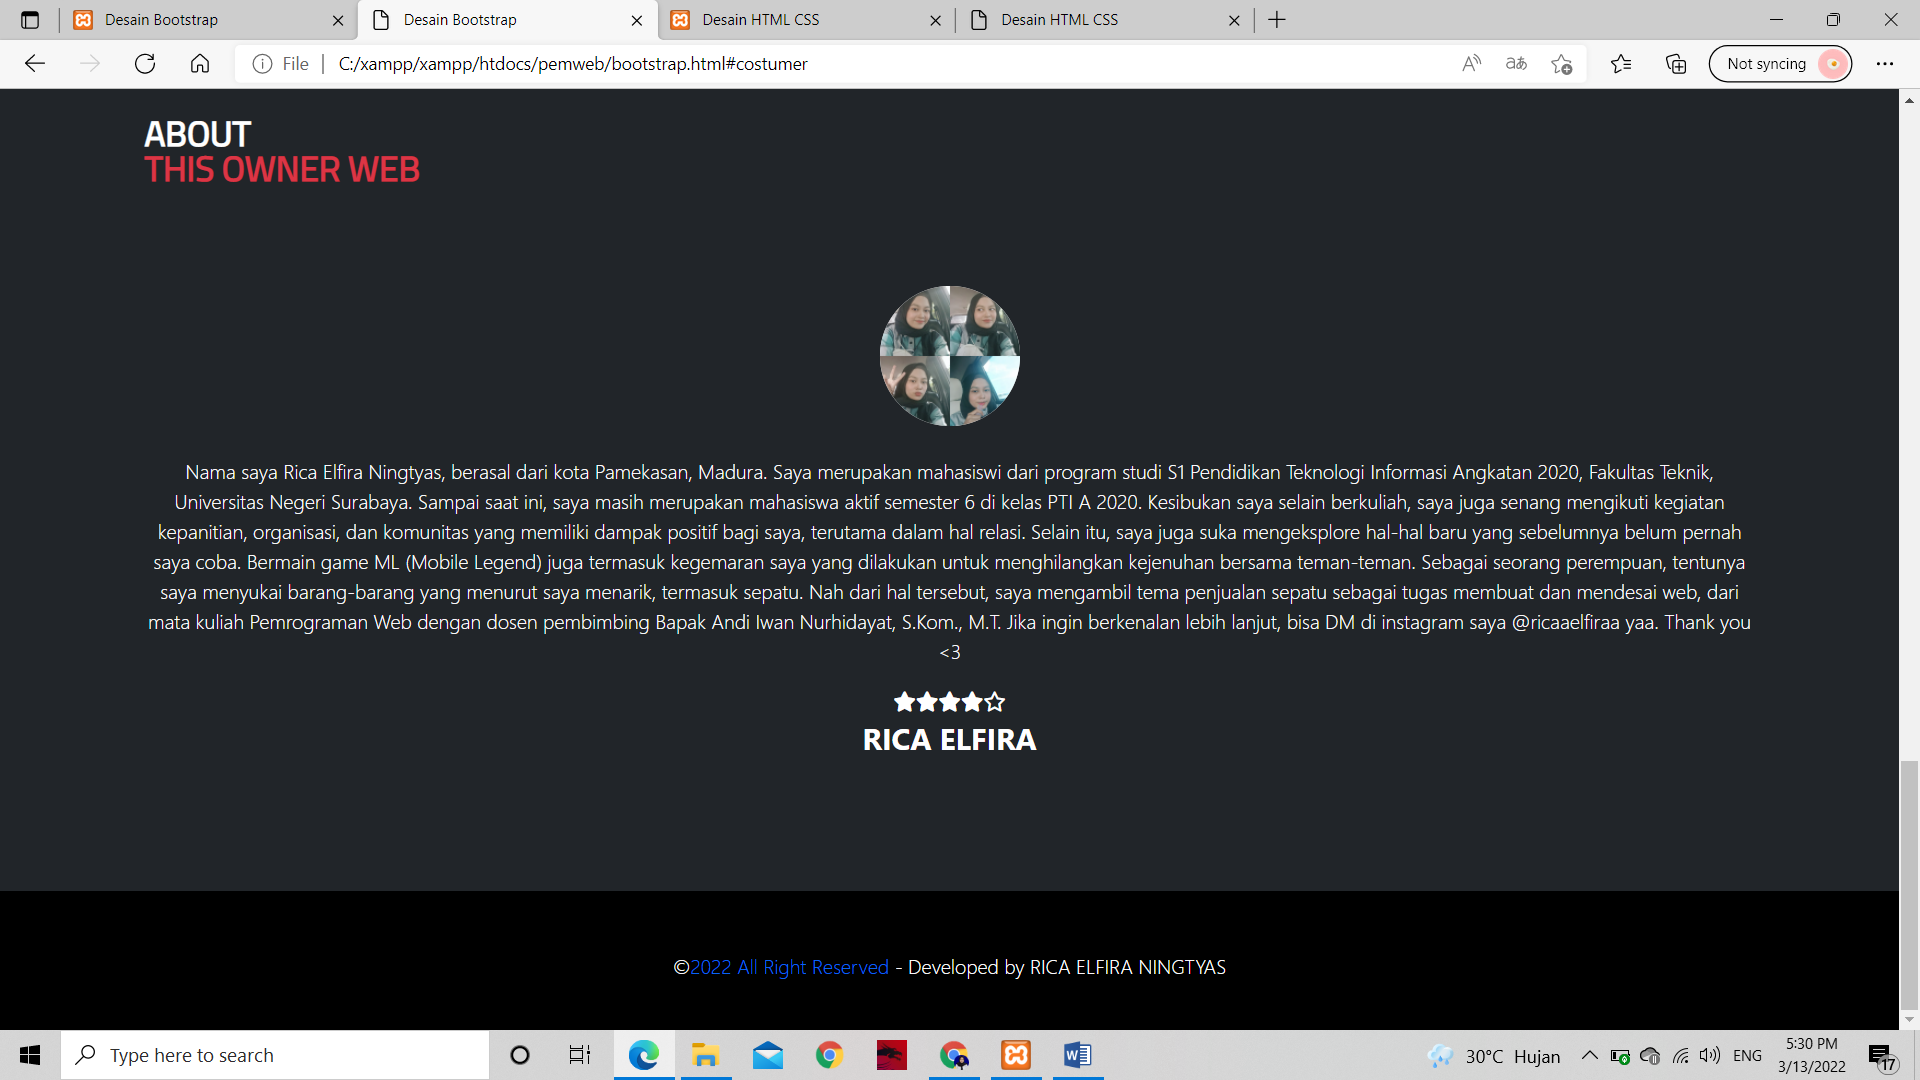 Desain Bootstrap
Desain Bootstrap
Desain HTML CSS
Desain HTML CSS
File
C:/xampp/xampp/htdocs/pemweb/bootstrap.html#costumer
Not syncing
ABOUT
THIS OWNER WEB
Nama saya Rica Elfira Ningtyas, berasal dari kota Pamekasan, Madura. Saya merupakan mahasiswi dari program studi S1 Pendidikan Teknologi Informasi Angkatan 2020, Fakultas Teknik,
Universitas Negeri Surabaya. Sampai saat ini, saya masih merupakan mahasiswa aktif semester 6 di kelas PTI A 2020. Kesibukan saya selain berkuliah, saya juga senang mengikuti kegiatan
kepanitian, organisasi, dan komunitas yang memiliki dampak positif bagi saya, terutama dalam hal relasi. Selain itu, saya juga suka mengeksplore hal-hal baru yang sebelumnya belum pernah
saya coba. Bermain game ML (Mobile Legend) juga termasuk kegemaran saya yang dilakukan untuk menghilangkan kejenuhan bersama teman-teman. Sebagai seorang perempuan, tentunya
saya menyukai barang-barang yang menurut saya menarik, termasuk sepatu. Nah dari hal tersebut, saya mengambil tema penjualan sepatu sebagai tugas membuat dan mendesai web, dari
mata kuliah Pemrograman Web dengan dosen pembimbing Bapak Andi Iwan Nurhidayat, S.Kom., M.T. Jika ingin berkenalan lebih lanjut, bisa DM di instagram saya @ricaaelfiraa yaa. Thank you
<3
RICA ELFIRA
©2022 All Right Reserved - Developed by RICA ELFIRA NINGTYAS
Type here to search
30°C Hujan
ENG
5:30 PM
3/13/2022
17